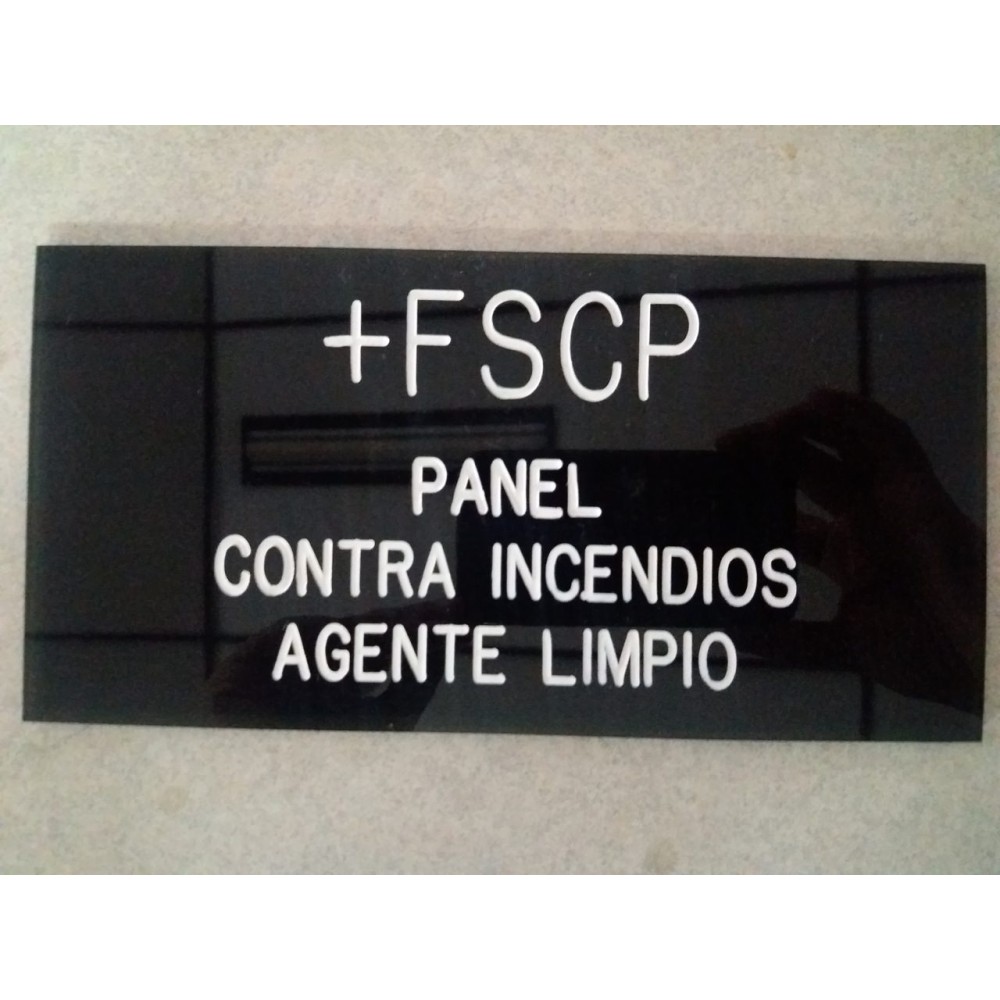 +FSCP
PANEL
CONTRA INCENDIOS
AGENTE LIMPIO